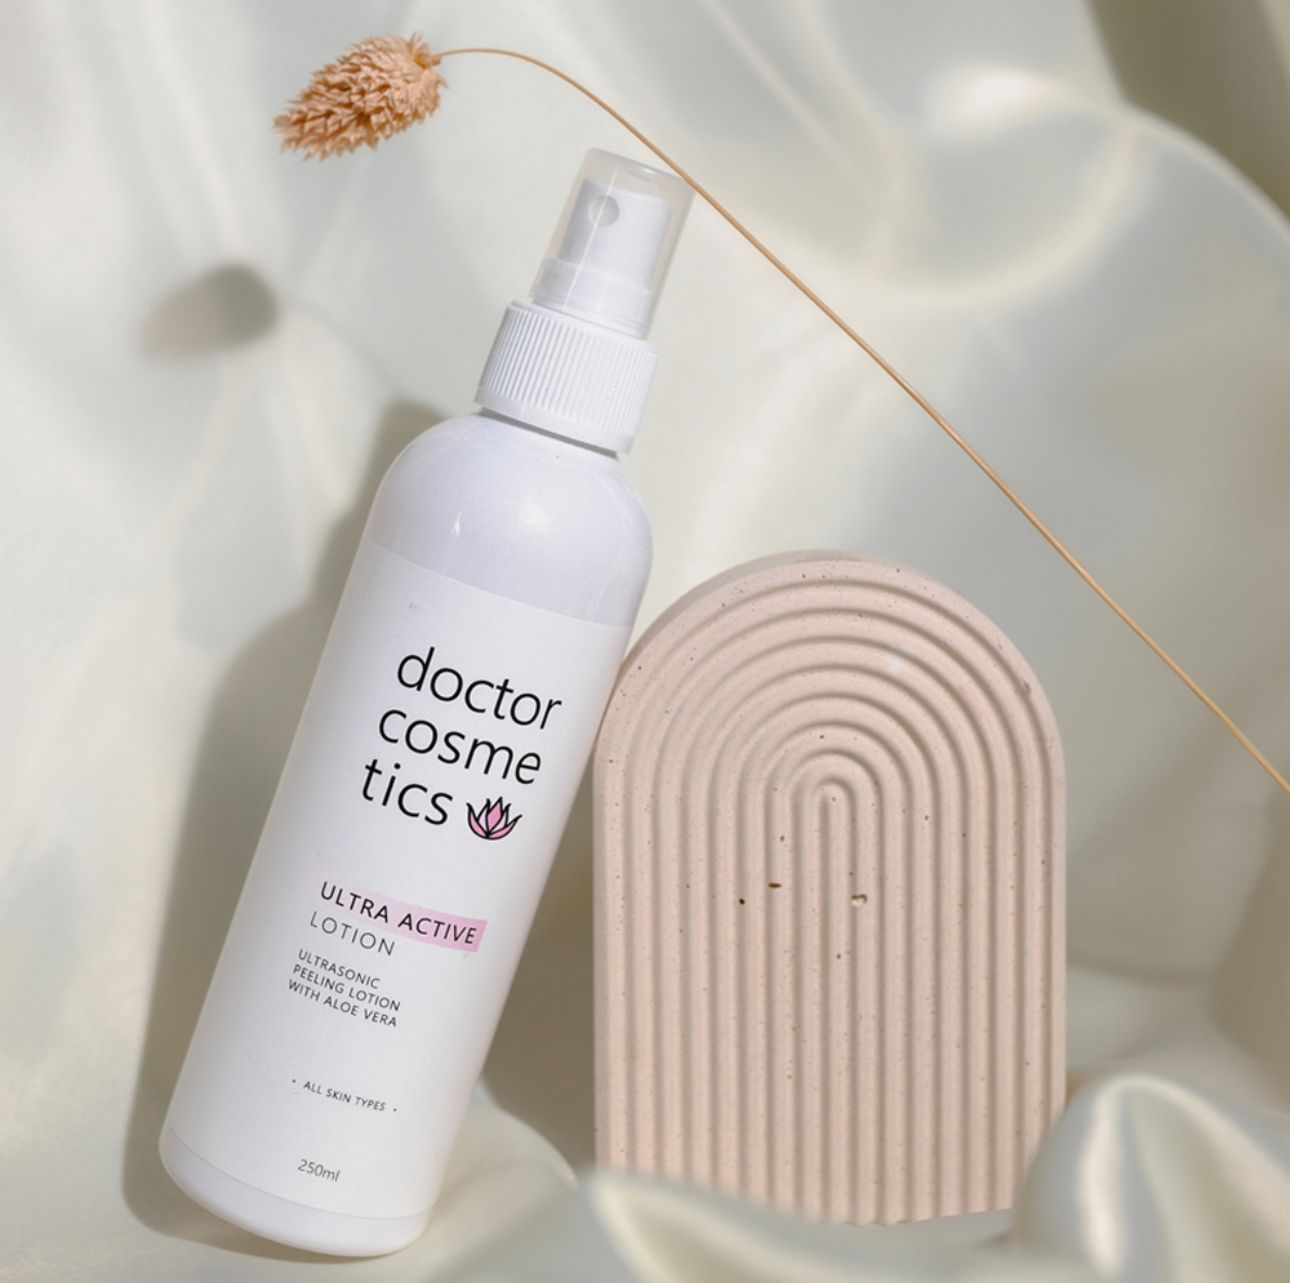 doctor
cosme
tics
ULTRA ACTIVE
LOTION
ULTRASONIC
PEELING LOTION
WITH ALOE VERA
• ALL SKIN TYPES •
250ml